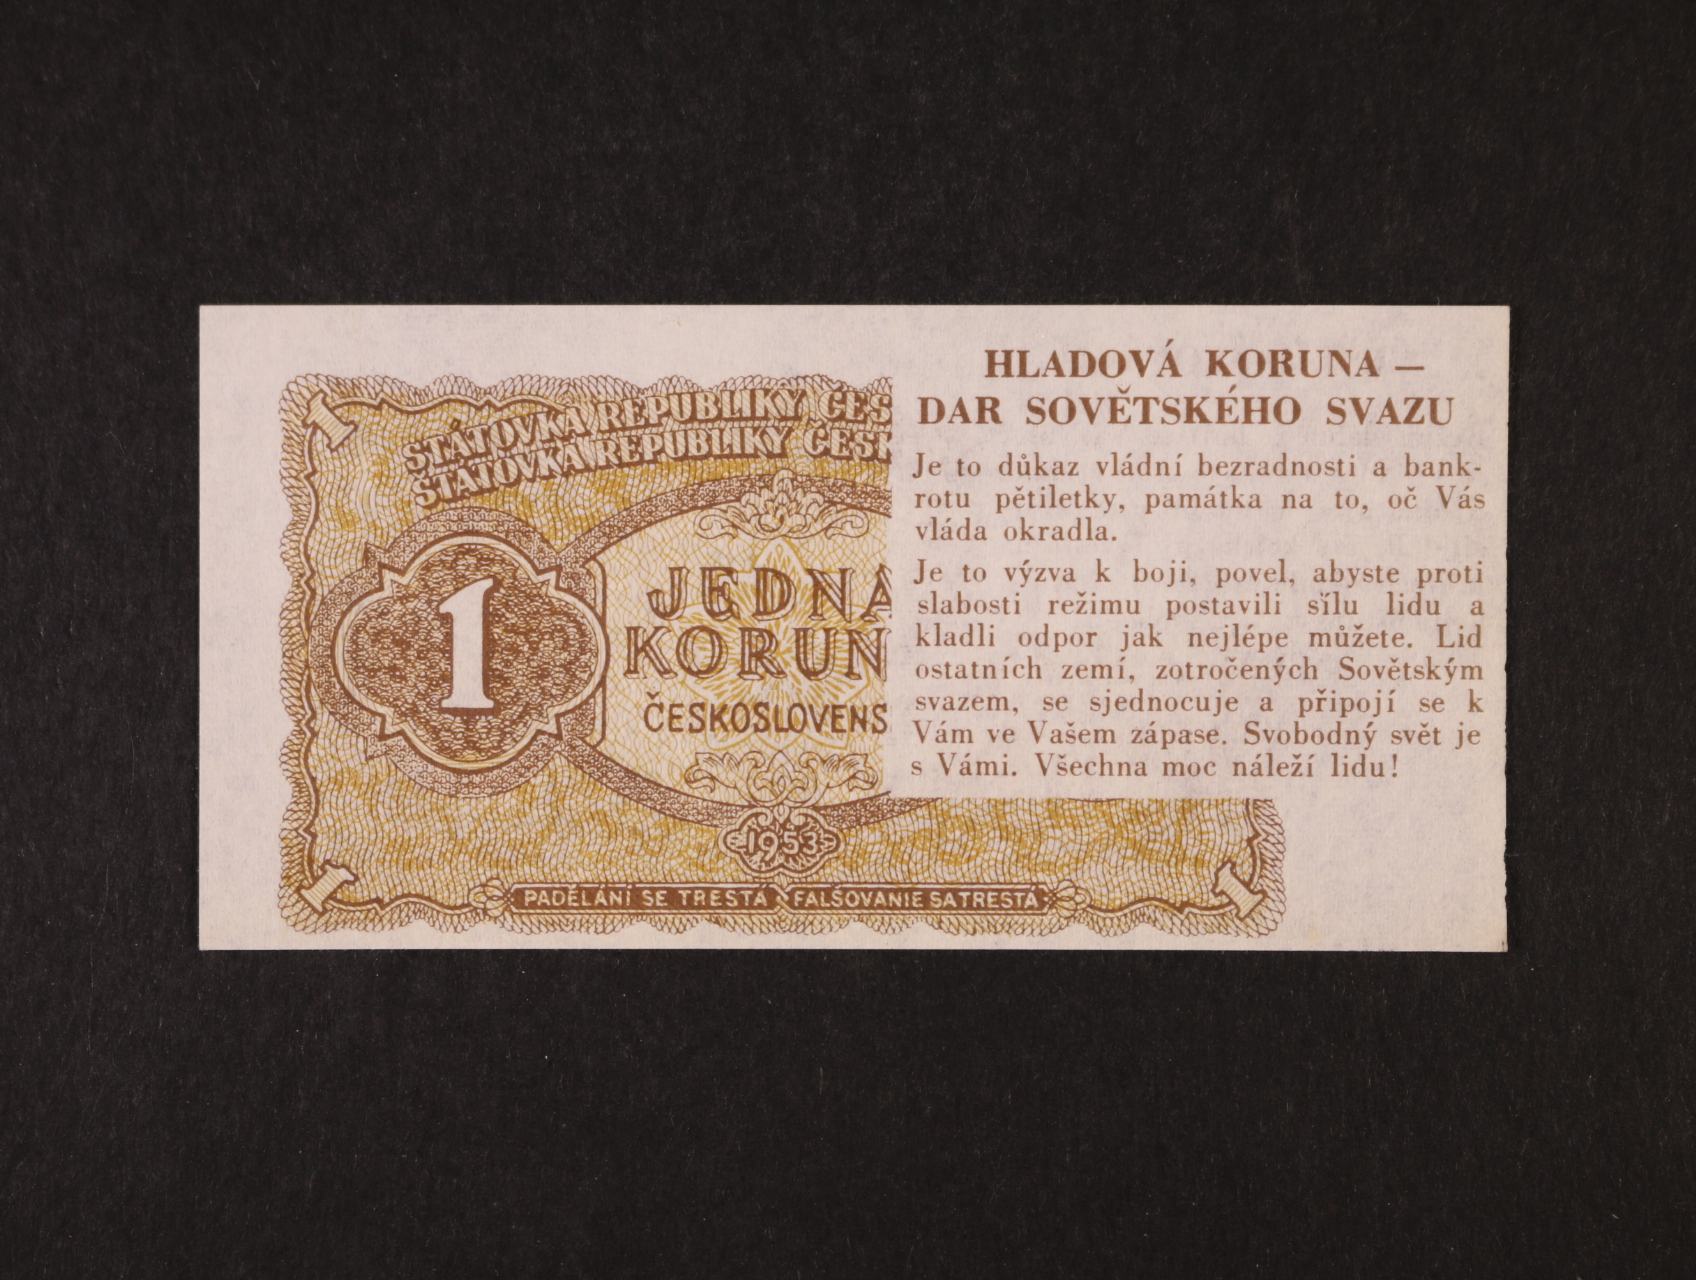 1
STÁTOVKA REPUBLIKY ČES
STÁTOVKA REPUBLIKY ČESK
1
JEDNA
KORUN
ČESKOSLOVENS
1953
1
PADĚLÁNÍ SE TRESTÁ FALŠOVANIE SA TRESTÁ
1
HLADOVÁ KORUNA —
DAR SOVĚTSKÉHO SVAZU
Je to důkaz vládní bezradnosti a bank-
rotu pětiletky, památka na to, oč Vás
vláda okradla.
Je to výzva k boji, povel, abyste proti
slabosti režimu postavili sílu lidu a
kladli odpor jak nejlépe můžete. Lid
ostatních zemí, zotročených Sovětským
svazem, se sjednocuje a připojí se k
Vám ve Vašem zápase. Svobodný svět je
s Vámi. Všechna moc náleží lidu!